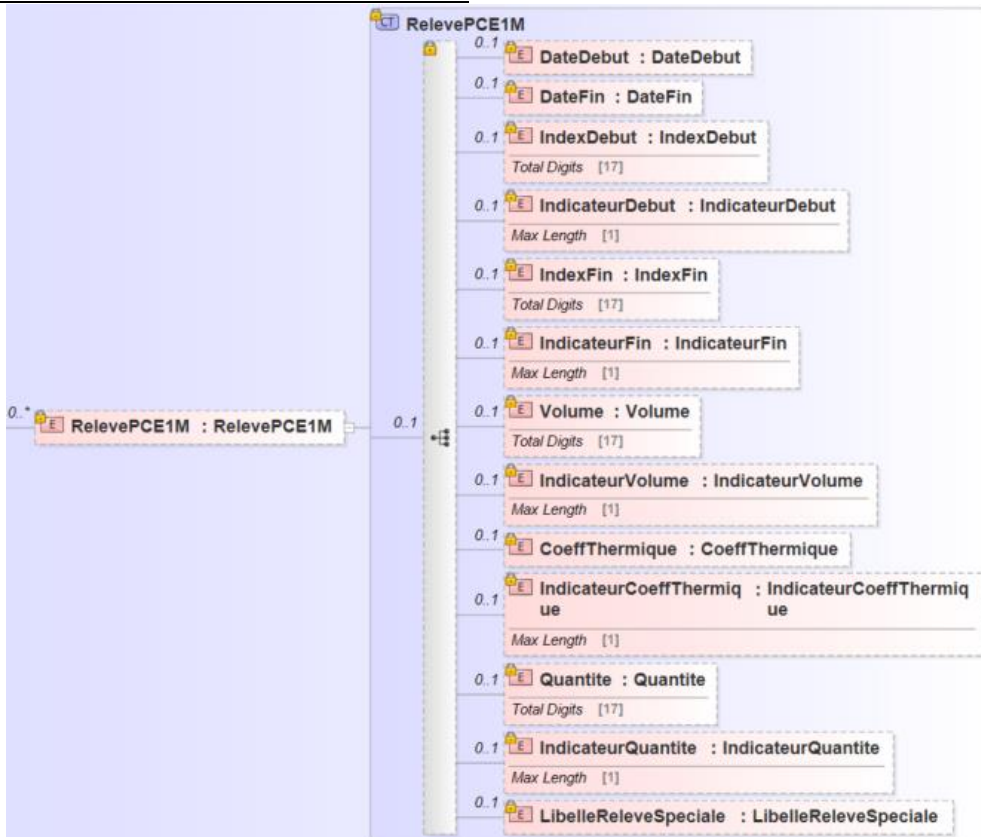 CT RelevePCE1M
0..1 E DateDebut : DateDebut
0..1 E DateFin : DateFin
0..1 E IndexDebut : IndexDebut
Total Digits [17]
0..1 E IndicateurDebut : IndicateurDebut
Max Length [1]
0..1 E IndexFin : IndexFin
Total Digits [17]
0..1 E IndicateurFin : IndicateurFin
Max Length [1]
0..* E RelevePCE1M : RelevePCE1M 0..1
0..1 E Volume : Volume
Total Digits [17]
0..1 E IndicateurVolume : IndicateurVolume
Max Length [1]
0..1 E CoeffThermique : CoeffThermique
0..1 E IndicateurCoeffThermiq : IndicateurCoeffThermiq
ue ue
Max Length [1]
0..1 E Quantite : Quantite
Total Digits [17]
0..1 E IndicateurQuantite : IndicateurQuantite
Max Length [1]
0..1 E LibelleReleveSpeciale : LibelleReleveSpeciale